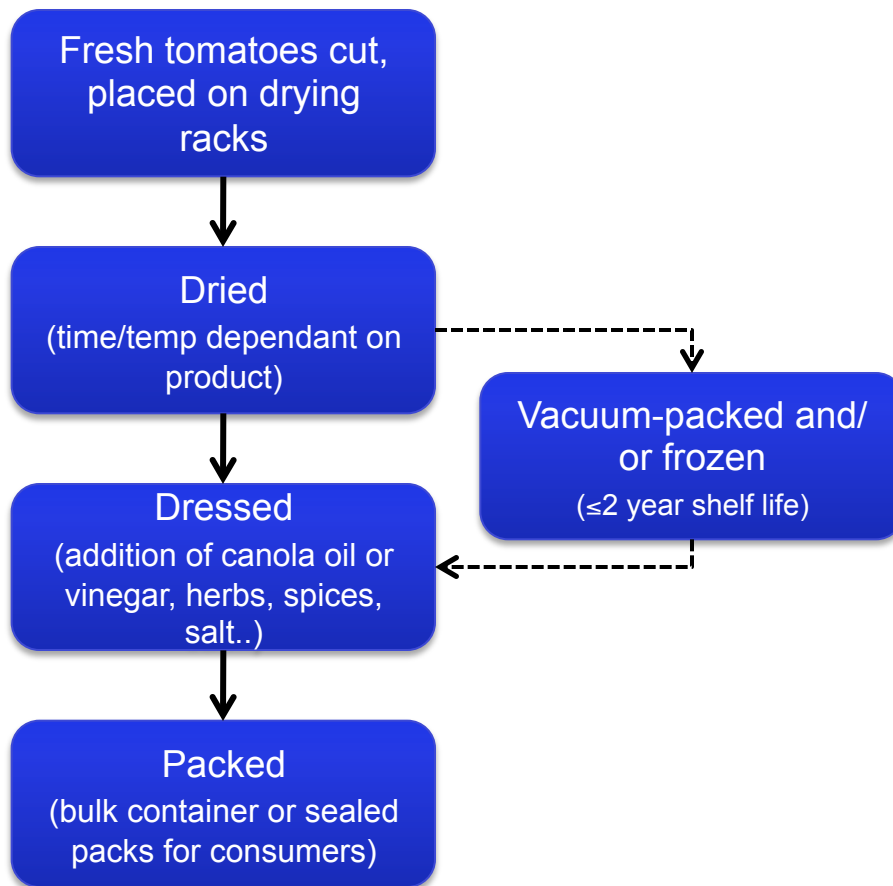 Fresh tomatoes cut,
placed on drying
racks
Dried
(time/temp dependant on
product)
Vacuum-packed and/
or frozen
(≤2 year shelf life)
Dressed
(addition of canola oil or
vinegar, herbs, spices,
salt..)
Packed
(bulk container or sealed
packs for consumers)